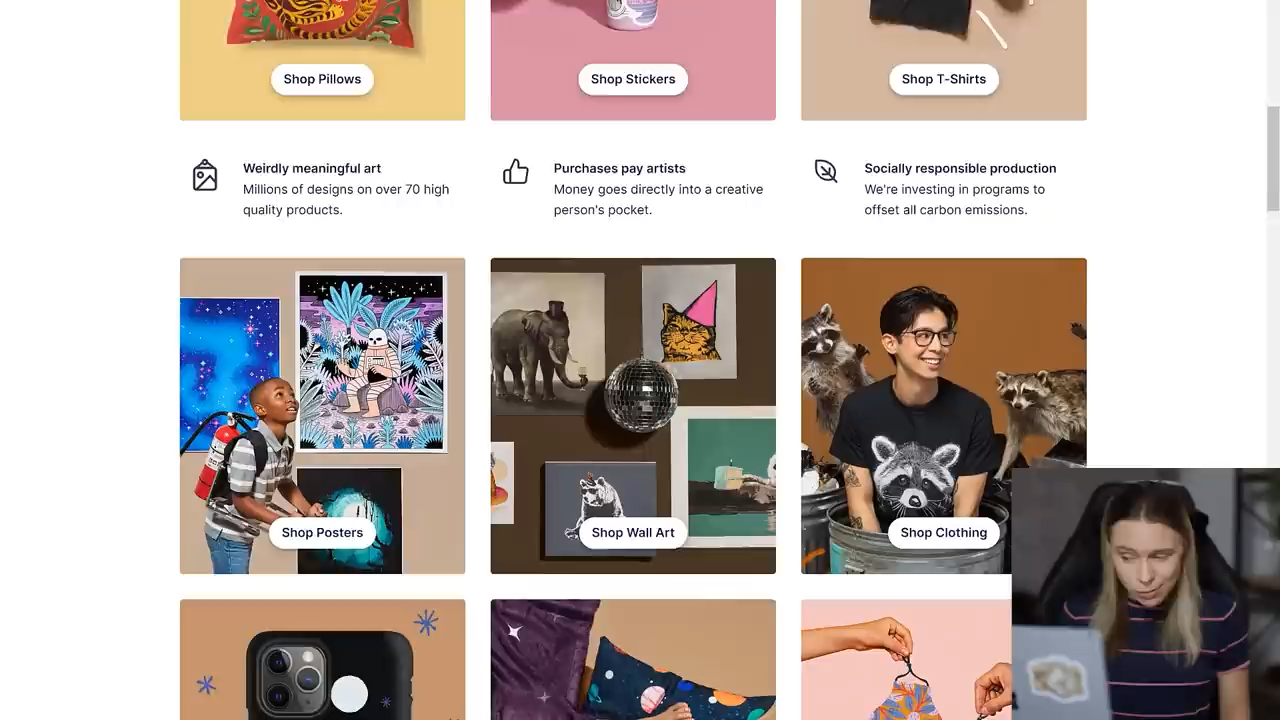 Shop Pillows
Shop Stickers
Shop T-Shirts
Weirdly meaningful art
Millions of designs on over 70 high
quality products.
Purchases pay artists
Money goes directly into a creative
person's pocket.
Socially responsible production
We're investing in programs to
offset all carbon emissions.
Shop Posters
Shop Wall Art
Shop Clothing